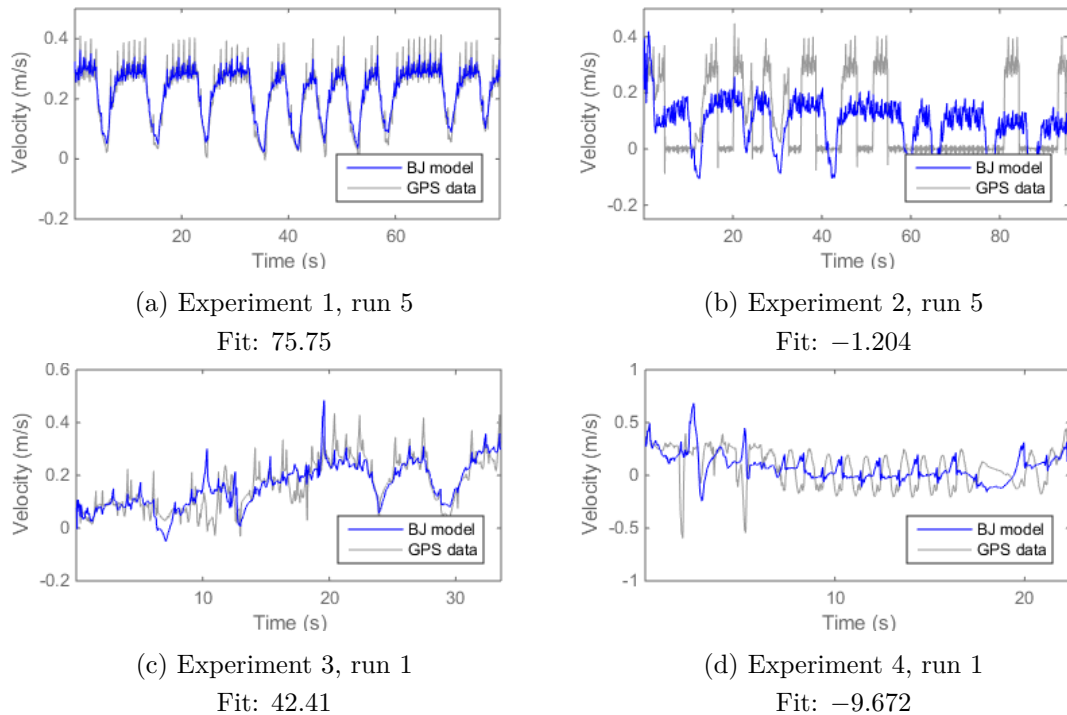 0.4
0.2
0
-0.2
Velocity (m/s)
20
40
60
Time (s)
BJ model
GPS data
(a) Experiment 1, run 5
Fit: 75.75
0.4
0.2
0
-0.2
Velocity (m/s)
20
40
60
80
Time (s)
BJ model
GPS data
(b) Experiment 2, run 5
Fit: −1.204
0.6
0.4
0.2
0
-0.2
Velocity (m/s)
10
20
30
Time (s)
BJ model
GPS data
(c) Experiment 3, run 1
Fit: 42.41
1
0.5
0
-0.5
-1
Velocity (m/s)
10
20
Time (s)
BJ model
GPS data
(d) Experiment 4, run 1
Fit: −9.672